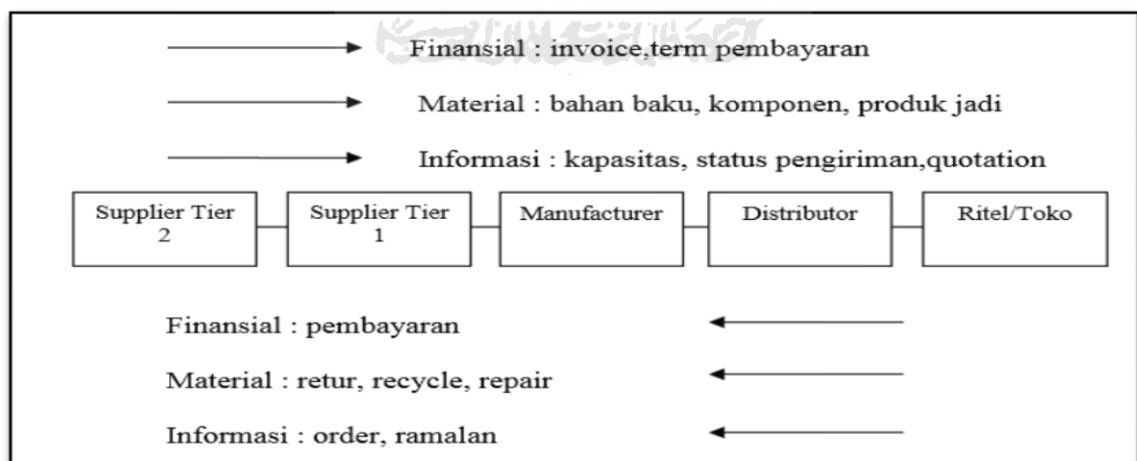 Finansial : invoice,term pembayaran
Material : bahan baku, komponen, produk jadi
Informasi : kapasitas, status pengiriman,quotation
Supplier Tier
2
Supplier Tier
1
Manufacturer
Distributor
Ritel/Toko
Finansial : pembayaran
Material : retur, recycle, repair
Informasi : order, ramalan